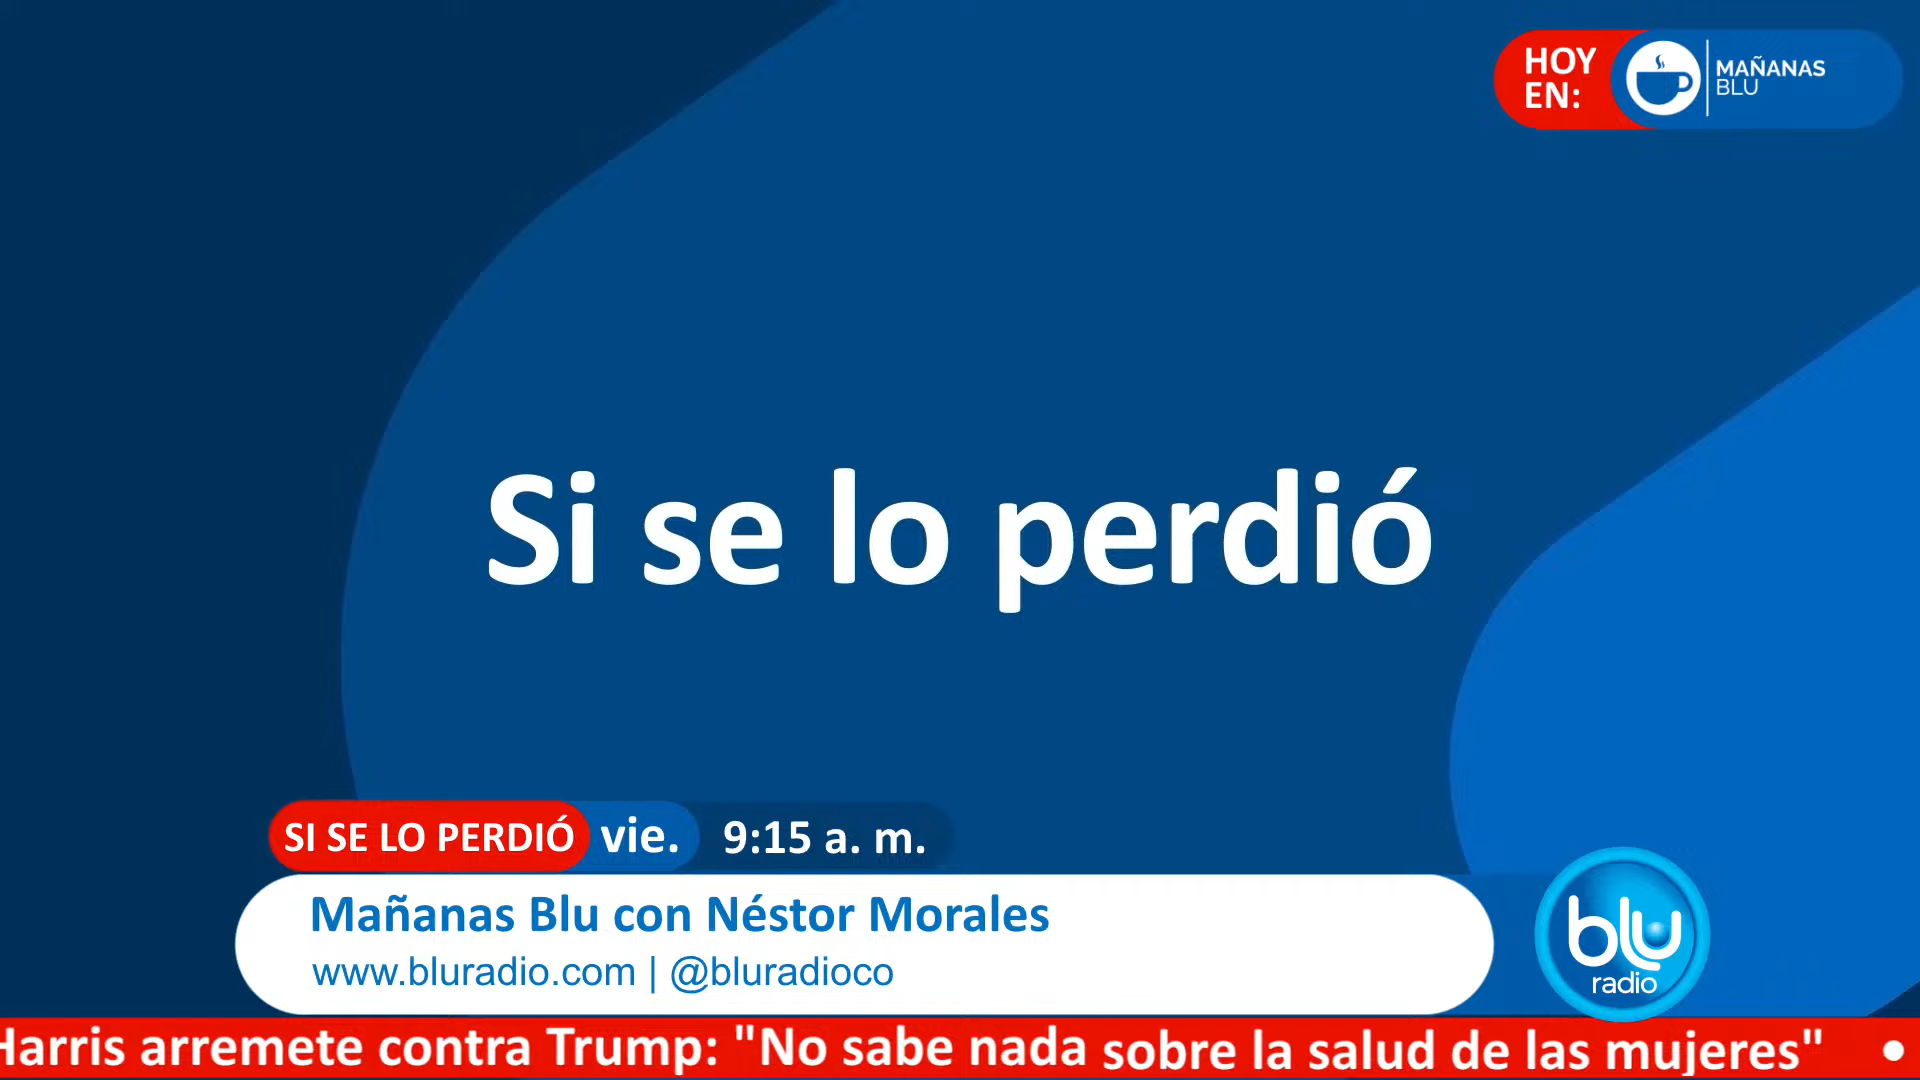 HOY
EN:
MAÑANAS
BLU
Si se lo perdió
SI SE LO PERDIÓ vie. 9:15 a. m.
Mañanas Blu con Néstor Morales
www.bluradio.com | @bluradioco
blu
radio
Harris arremete contra Trump: "No sabe nada sobre la salud de las mujeres" •